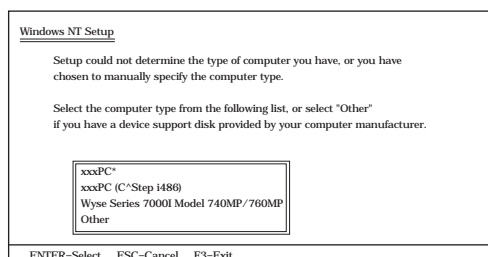 Windows NT Setup
Setup could not determine the type of computer you have, or you have
chosen to manually specify the computer type.
Select the computer type from the following list, or select "Other"
if you have a device support disk provided by your computer manufacturer.
xxxPC*
xxxPC (C^Step i486)
Wyse Series 7000I Model 740MP/760MP
Other
ENTER=Select ESC=Cancel F3=Exit